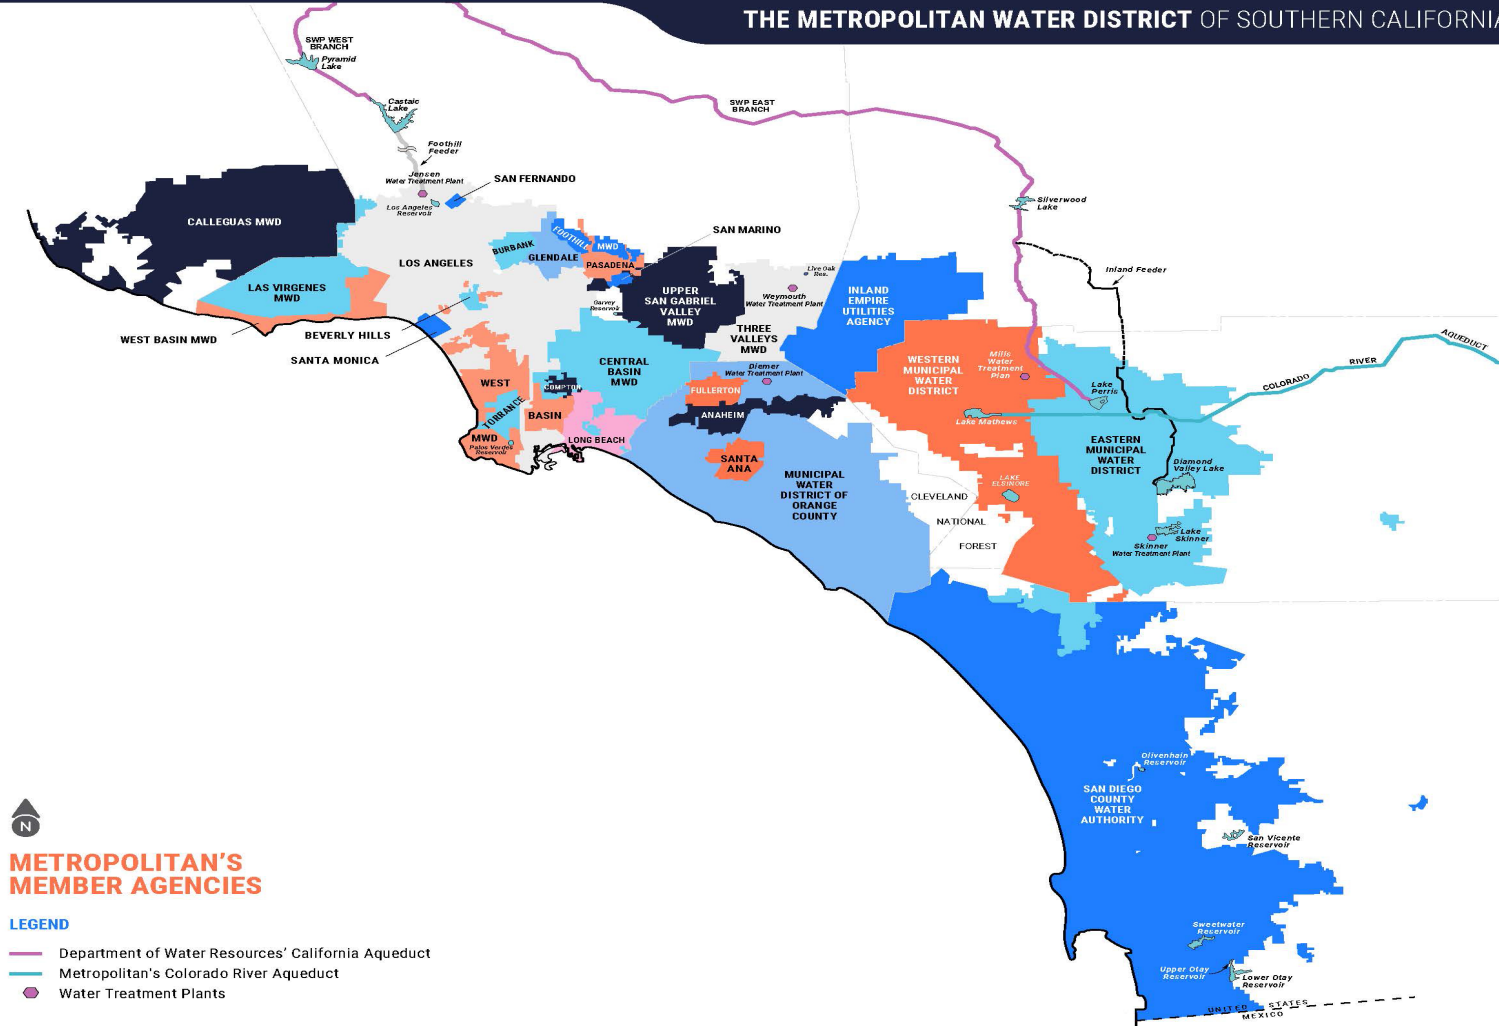 THE METROPOLITAN WATER DISTRICT OF SOUTHERN CALIFORNIA
SWP WEST
BRANCH
Pyramid
Lake
Castaic
Lake
SWP EAST
BRANCH
Foothill
Feeder
Jensen
Water Treatment Plant
Los Angeles
Reservoir
SAN FERNANDO
Silverwood
Lake
CALLEGUAS MWD
LOS ANGELES
BURBANK
GLENDALE
FOOTHILL
MWD
PASADENA
SAN MARINO
Inland Feeder
LAS VIRGENES
MWD
Garvey
Reservoir
UPPER
SAN GABRIEL
VALLEY
MWD
Live Oak
Res.
Weymouth
Water Treatment Plant
INLAND
EMPIRE
UTILITIES
AGENCY
WEST BASIN MWD
BEVERLY HILLS
SANTA MONICA
THREE
VALLEYS
MWD
CENTRAL
BASIN
MWD
Diemer
Water Treatment Plant
WESTERN
MUNICIPAL
WATER
DISTRICT
Mills
Water
Treatment
Plan
COLORADO
RIVER
AQUEDUCT
WEST
BASIN
MWD
COMPTON
TORRANCE
Palos Verdes
Reservoir
LONG BEACH
FULLERTON
ANAHEIM
SANTA
ANA
Lake
Perris
Lake Mathews
EASTERN
MUNICIPAL
WATER
DISTRICT
Diamond
Valley Lake
MUNICIPAL
WATER
DISTRICT OF
ORANGE
COUNTY
LAKE
ELSINORE
CLEVELAND
NATIONAL
FOREST
Lake
Skinner
Skinner
Water Treatment Plant
Olivenhain
Reservoir
SAN DIEGO
COUNTY
WATER
AUTHORITY
San Vicente
Reservoir
Sweetwater
Reservoir
Upper Otay
Reservoir
Lower Otay
Reservoir
UNITED STATES
MEXICO
N
METROPOLITAN'S
MEMBER AGENCIES
LEGEND
Department of Water Resources' California Aqueduct
Metropolitan's Colorado River Aqueduct
Water Treatment Plants